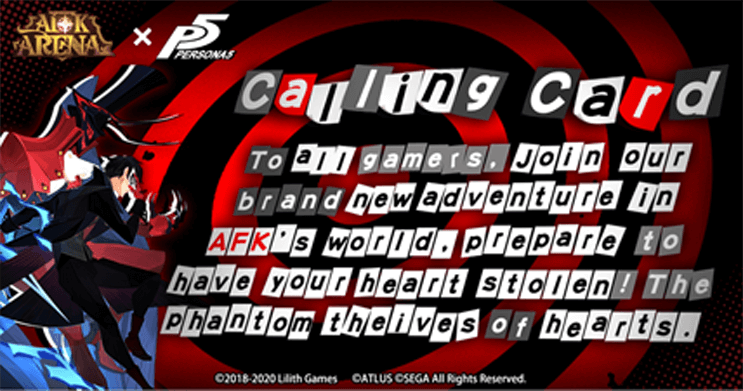 AFK ARENA × P5 PERSONA5
Calling Card
To all gamers, Join our
brand new adventure in
AFK's world, prepare to
have your heart stolen! The
phantom theives of hearts.
©2018-2020 Lilith Games ©ATLUS ©SEGA All Rights Reserved.